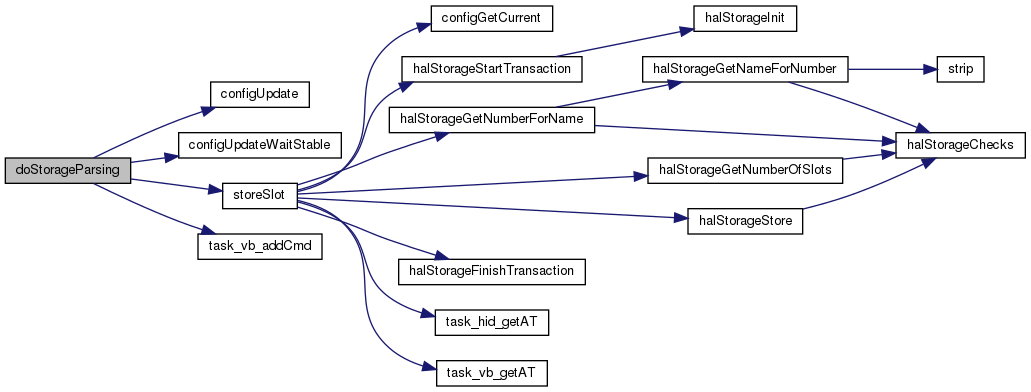 doStorageParsing
configUpdate
configUpdateWaitStable
storeSlot
task_vb_addCmd
configGetCurrent
halStorageStartTransaction
halStorageGetNumberForName
halStorageFinishTransaction
task_hid_getAT
task_vb_getAT
halStorageInit
halStorageGetNameForNumber
halStorageGetNumberOfSlots
halStorageStore
strip
halStorageChecks